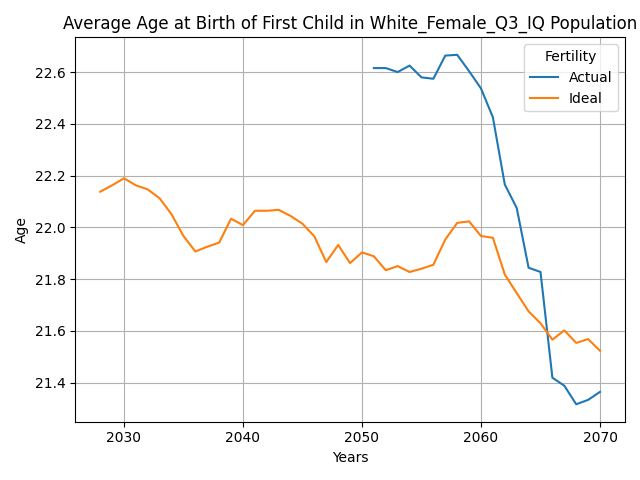 Average Age at Birth of First Child in White_Female_Q3_IQ Population
Fertility
Actual
Ideal
22.6
22.4
22.2
22.0
21.8
21.6
21.4
Age
2030 2040 2050 2060 2070
Years